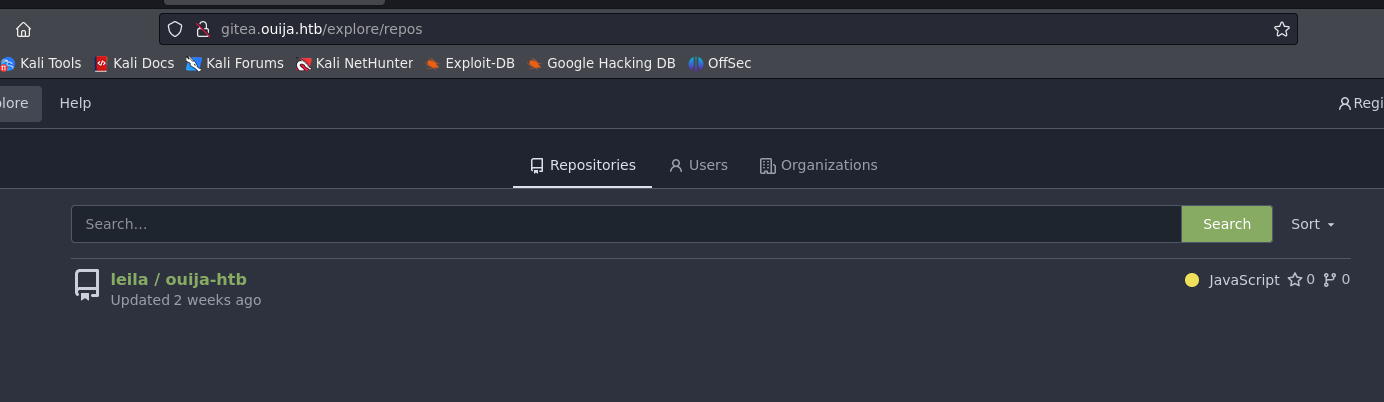 gitea.ouija.htb/explore/repos
Kali Tools Kali Docs Kali Forums Kali NetHunter Exploit-DB Google Hacking DB OffSec
lore Help Regi
Repositories Users Organizations
Search... Search Sort
leila / ouija-htb JavaScript 0 0
Updated 2 weeks ago